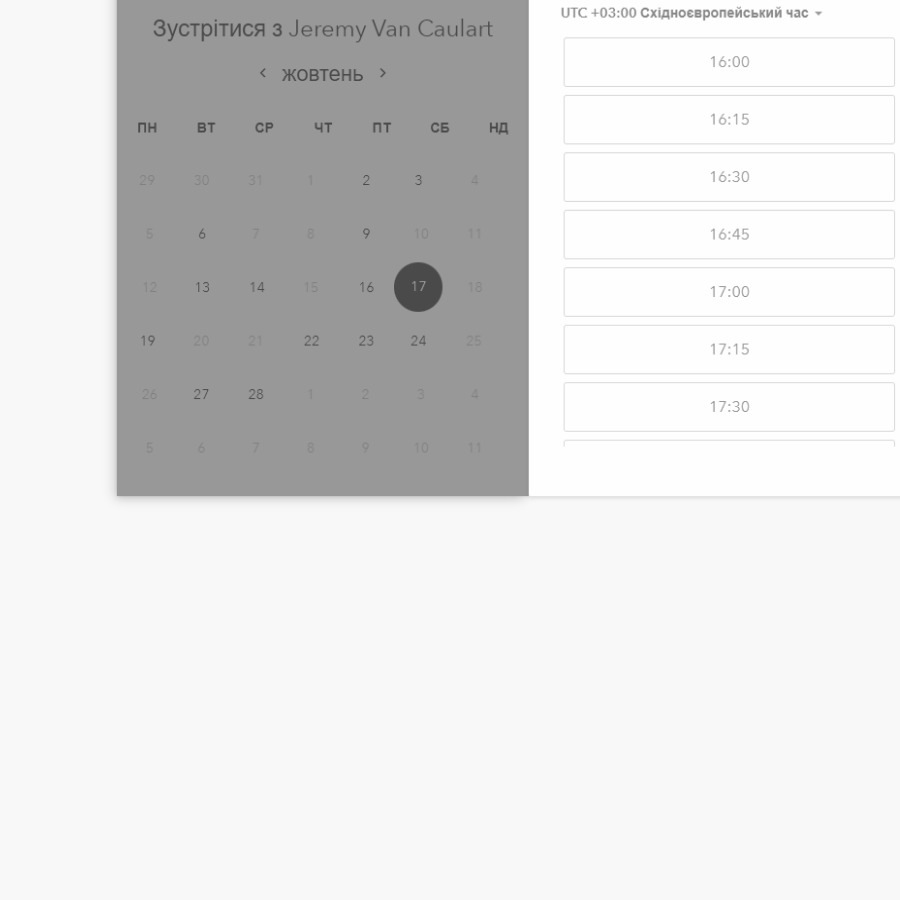 Зустрітися з Jeremy Van Caulart
жовтень
ПН ВТ СР ЧТ ПТ СБ НД
29 30 31 1 2 3 4
5 6 7 8 9 10 11
12 13 14 15 16 17 18
19 20 21 22 23 24 25
26 27 28 1 2 3 4
5 6 7 8 9 10 11
UTC +03:00 Східноєвропейський час
16:00
16:15
16:30
16:45
17:00
17:15
17:30